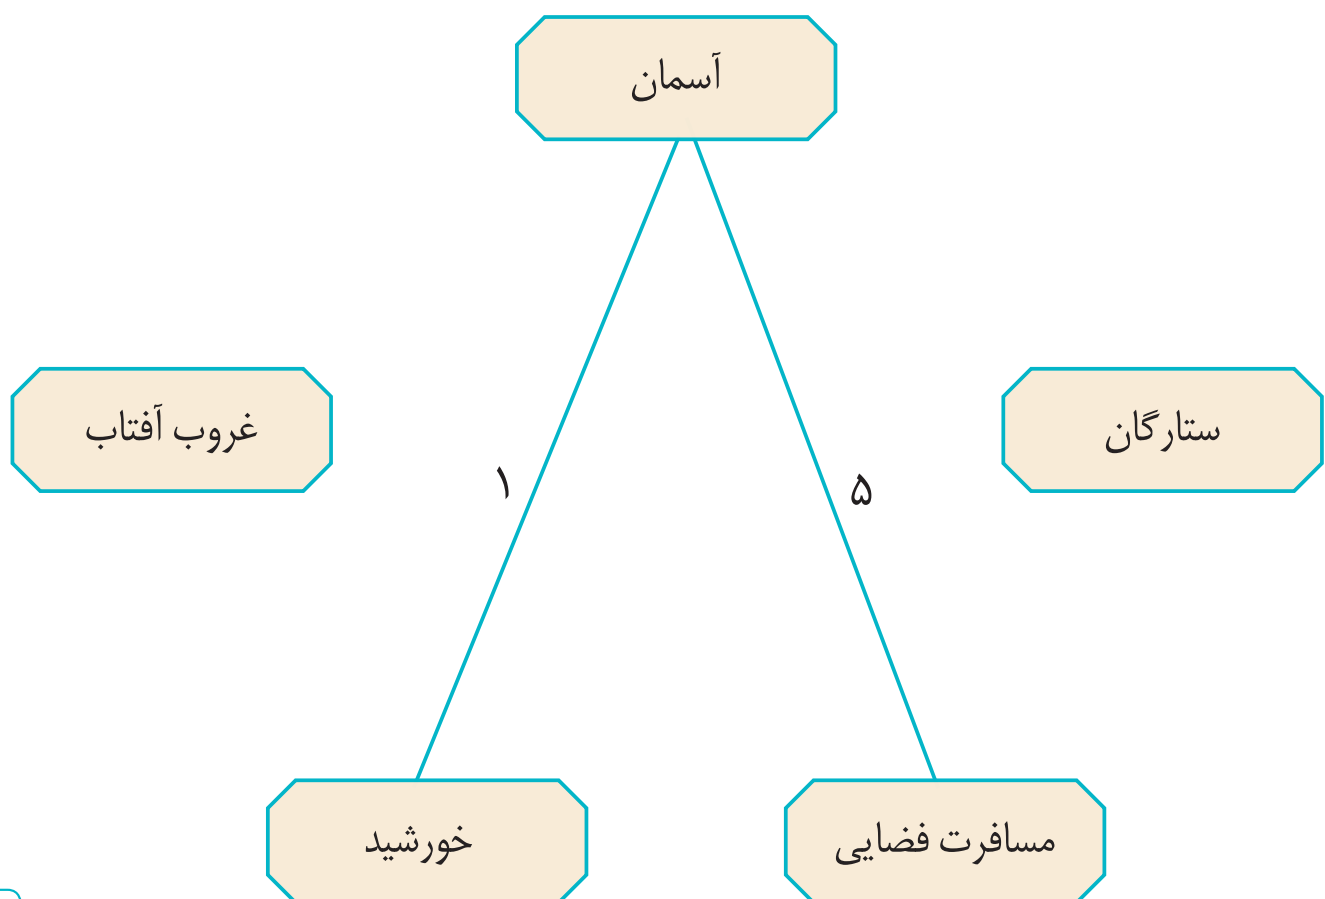 آسمان
ستارگان
غروب آفتاب
۵
۱
مسافرت فضایی
خورشید